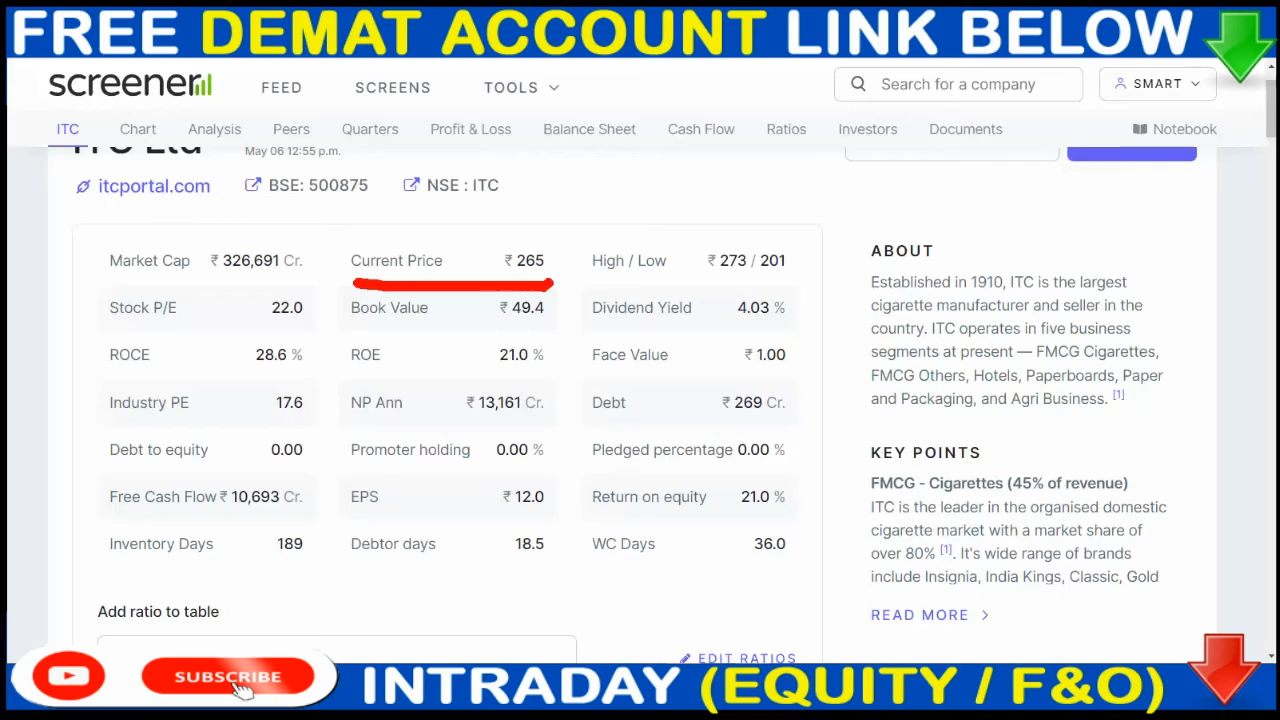 FREE DEMAT ACCOUNT LINK BELOW
screener
FEED
SCREENS
TOOLS
Search for a company
SMART
ITC
Chart
Analysis
Peers
Quarters
Profit & Loss
Balance Sheet
Cash Flow
Ratios
Investors
Documents
Notebook
ITC Ltd
May 06 12:55 p.m.
itcportal.com
BSE: 500875
NSE : ITC
Market Cap ₹ 326,691 Cr.
Current Price ₹ 265
High / Low ₹ 273 / 201
Stock P/E 22.0
Book Value ₹ 49.4
Dividend Yield 4.03 %
ROCE 28.6 %
ROE 21.0 %
Face Value ₹ 1.00
Industry PE 17.6
NP Ann ₹ 13,161 Cr.
Debt ₹ 269 Cr.
Debt to equity 0.00
Promoter holding 0.00 %
Pledged percentage 0.00 %
Free Cash Flow ₹ 10,693 Cr.
EPS ₹ 12.0
Return on equity 21.0 %
Inventory Days 189
Debtor days 18.5
WC Days 36.0
Add ratio to table
EDIT RATIOS
ABOUT
Established in 1910, ITC is the largest
cigarette manufacturer and seller in the
country. ITC operates in five business
segments at present — FMCG Cigarettes,
FMCG Others, Hotels, Paperboards, Paper
and Packaging, and Agri Business. [1]
KEY POINTS
FMCG - Cigarettes (45% of revenue)
ITC is the leader in the organised domestic
cigarette market with a market share of
over 80% [1]. It's wide range of brands
include Insignia, India Kings, Classic, Gold
READ MORE
SUBSCRIBE
INTRADAY (EQUITY / F&O)